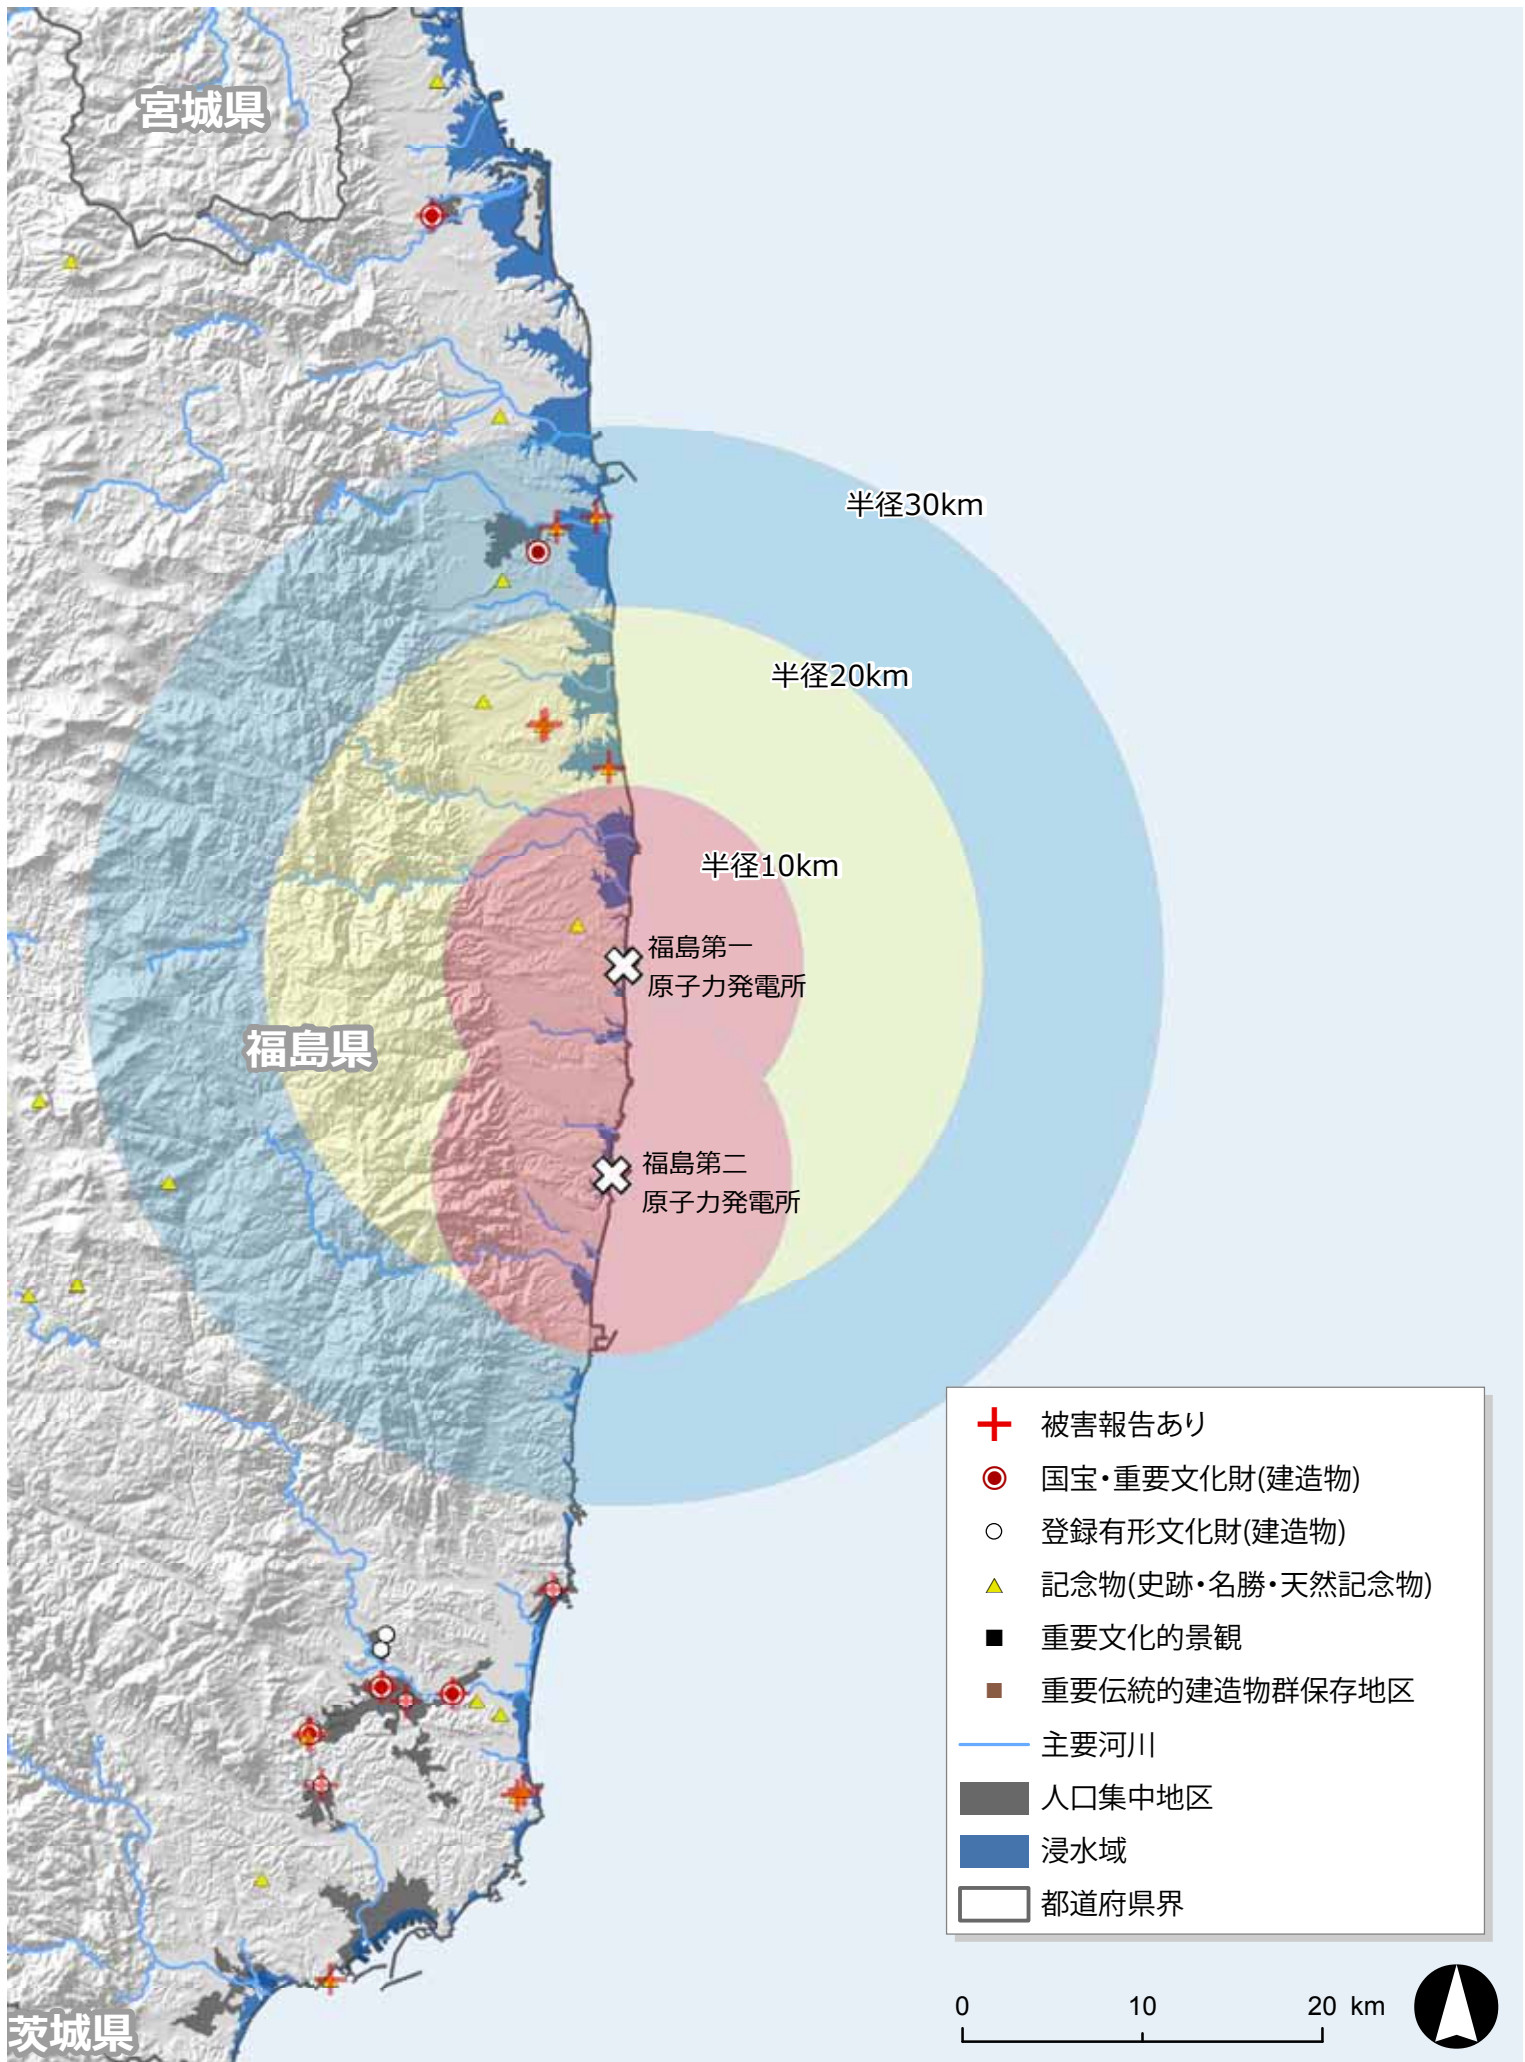 宮城県
半径30km
半径20km
半径10km
福島第一
原子力発電所
福島県
福島第二
原子力発電所
被害報告あり
国宝・重要文化財(建造物)
登録有形文化財(建造物)
記念物(史跡・名勝・天然記念物)
重要文化的景観
重要伝統的建造物群保存地区
主要河川
人口集中地区
浸水域
都道府県界
0 10 20 km
茨城県